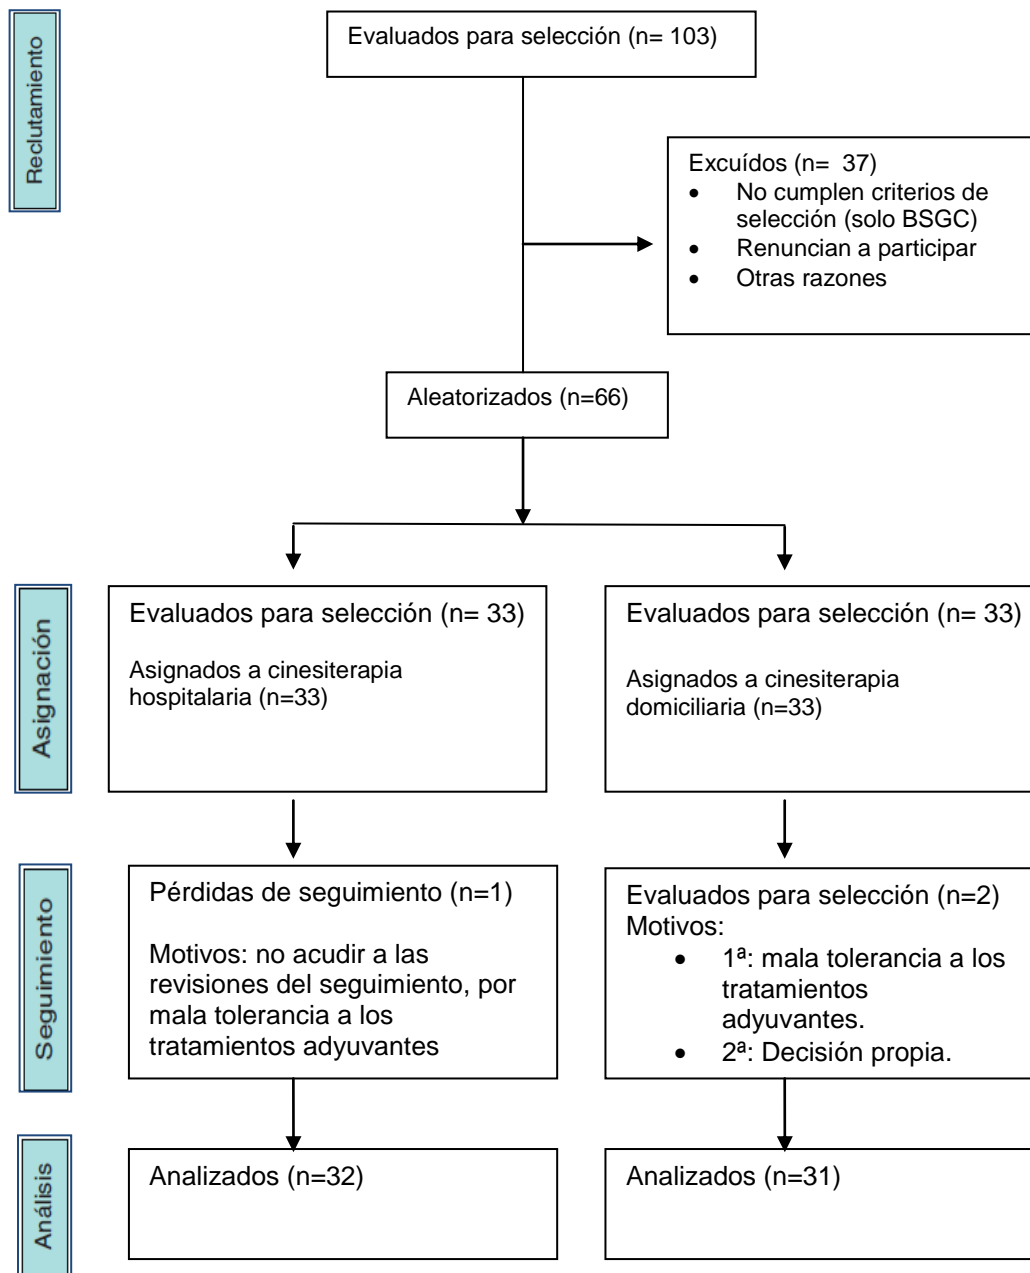 Reclutamiento
Evaluados para selección (n= 103)
Excuídos (n=  37)
• No cumplen criterios de
selección (solo BSGC)
• Renuncian a participar
• Otras razones
Aleatorizados (n=66)
Asignación
Evaluados para selección (n= 33)
Asignados a cinesiterapia
hospitalaria (n=33)
Evaluados para selección (n= 33)
Asignados a cinesiterapia
domiciliaria (n=33)
Seguimiento
Pérdidas de seguimiento (n=1)
Motivos: no acudir a las
revisiones del seguimiento, por
mala tolerancia a los
tratamientos adyuvantes
Evaluados para selección (n=2)
Motivos:
• 1ª: mala tolerancia a los
tratamientos
adyuvantes.
• 2ª: Decisión propia.
Análisis
Analizados (n=32)
Analizados (n=31)